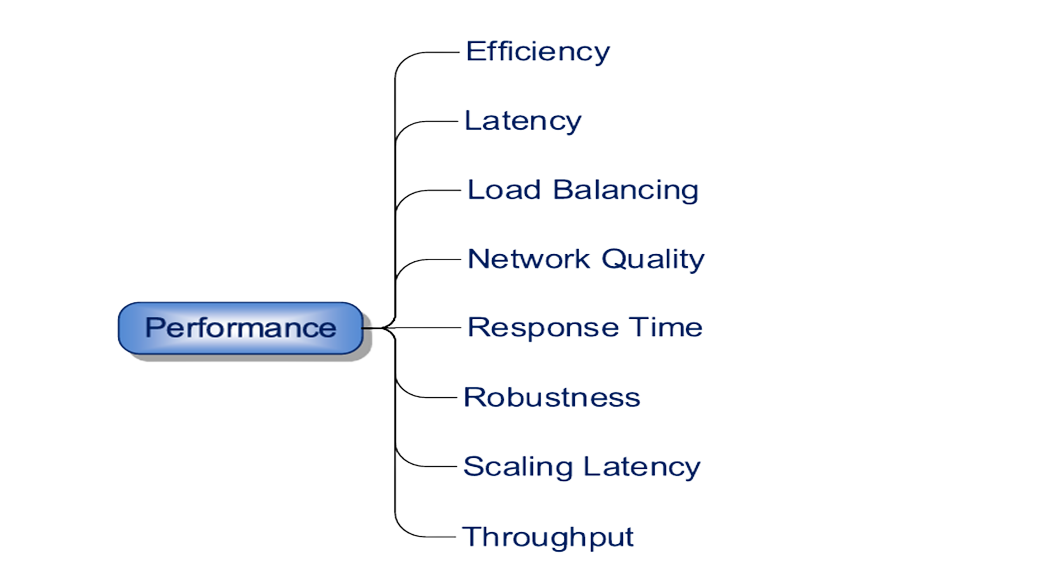 Efficiency
Latency
Load Balancing
Network Quality
Performance
Response Time
Robustness
Scaling Latency
Throughput